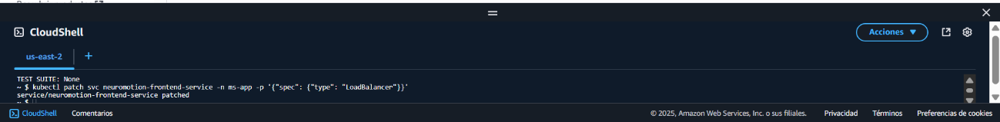 CloudShell
Acciones
us-east-2
+
TEST SUITE: None
~ $ kubectl patch svc neuromotion-frontend-service -n ms-app -p '{"spec": {"type": "LoadBalancer"}}'
service/neuromotion-frontend-service patched
~ $
CloudShell Comentarios © 2025, Amazon Web Services, Inc. o sus filiales. Privacidad Términos Preferencias de cookies